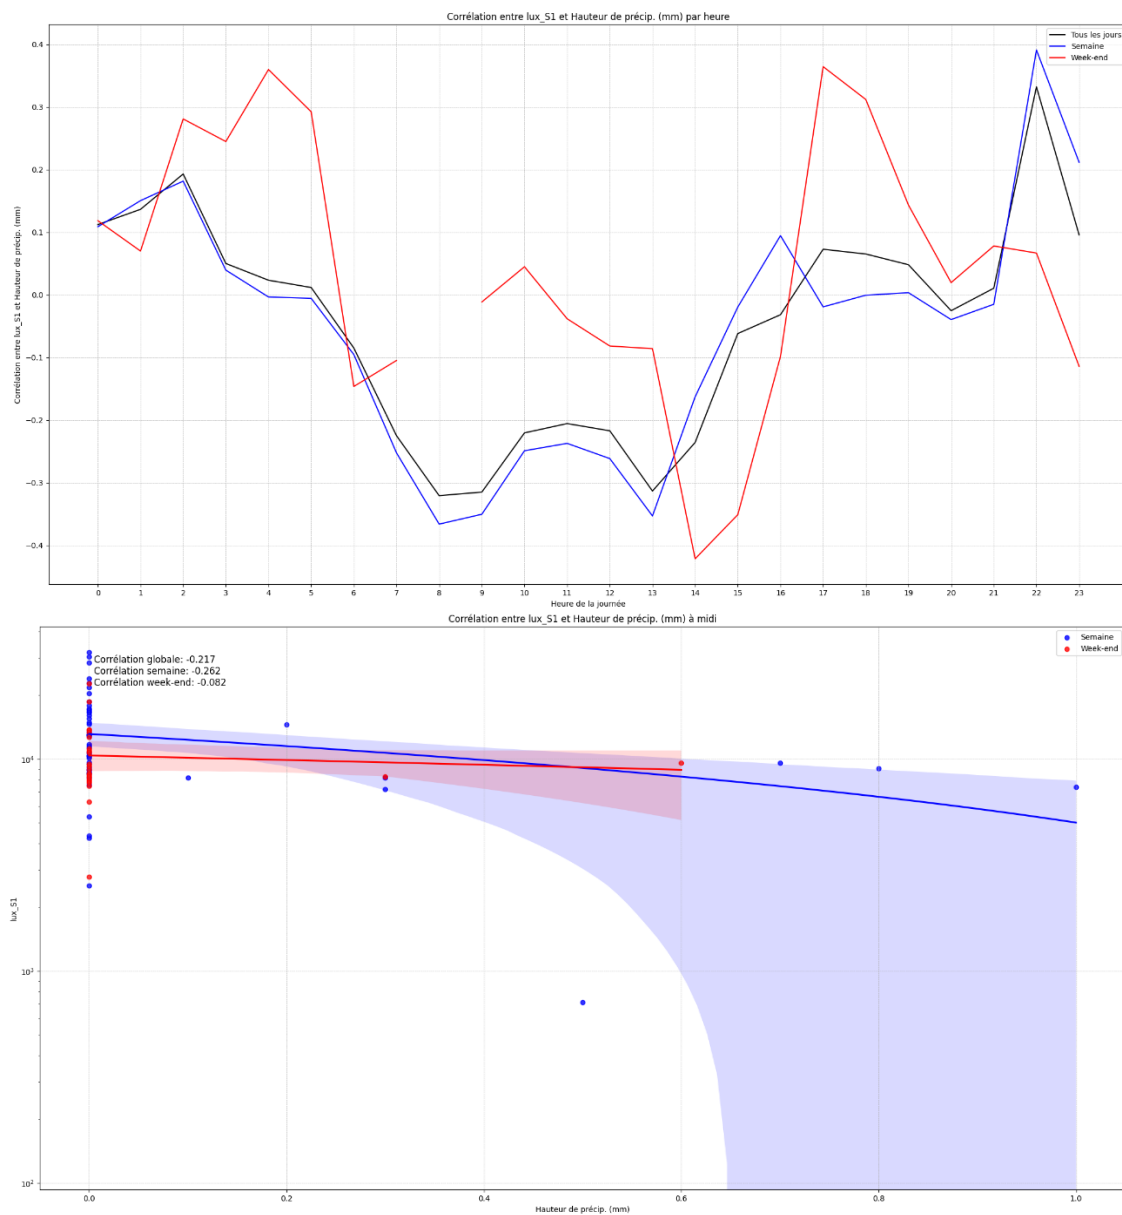 Corrélation entre lux_S1 et Hauteur de précip. (mm) par heure
Tous les jours
Semaine
Week-end
Corrélation entre lux_S1 et Hauteur de précip. (mm)
0.4
0.3
0.2
0.1
0.0
−0.1
−0.2
−0.3
−0.4
0 1 2 3 4 5 6 7 8 9 10 11 12 13 14 15 16 17 18 19 20 21 22 23
Heure de la journée
Corrélation entre lux_S1 et Hauteur de précip. (mm) à midi
Semaine
Week-end
Corrélation globale: -0.217
Corrélation semaine: -0.262
Corrélation week-end: -0.082
lux_S1
10⁴
10³
10²
0.0 0.2 0.4 0.6 0.8 1.0
Hauteur de précip. (mm)